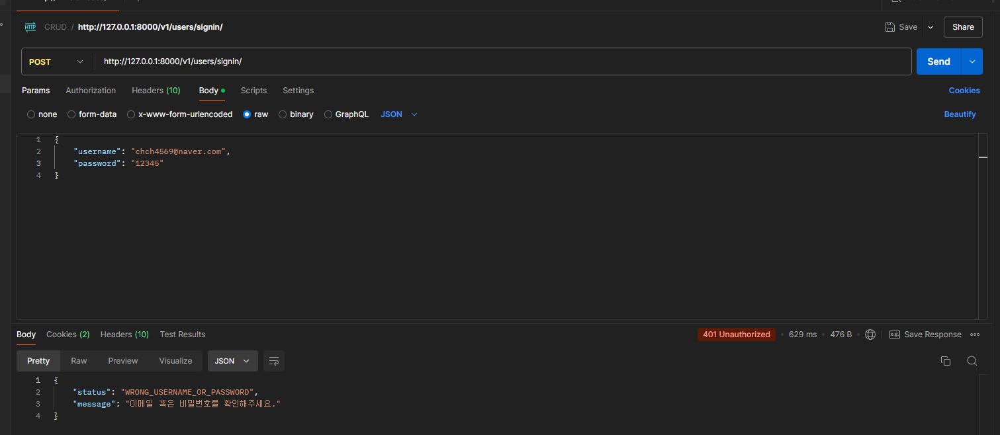 HTTP CRUD / http://127.0.0.1:8000/v1/users/signin/ Save Share
POST http://127.0.0.1:8000/v1/users/signin/ Send
Params Authorization Headers (10) Body Scripts Settings Cookies
none form-data x-www-form-urlencoded raw binary GraphQL JSON Beautify
1 {
2 "username": "chch4569@naver.com",
3 "password": "12345"
4 }
Body Cookies (2) Headers (10) Test Results 401 Unauthorized • 629 ms • 476 B • e.g. Save Response
Pretty Raw Preview Visualize JSON
1 {
2 "status": "WRONG_USERNAME_OR_PASSWORD",
3 "message": "이메일 혹은 비밀번호를 확인해주세요."
4 }